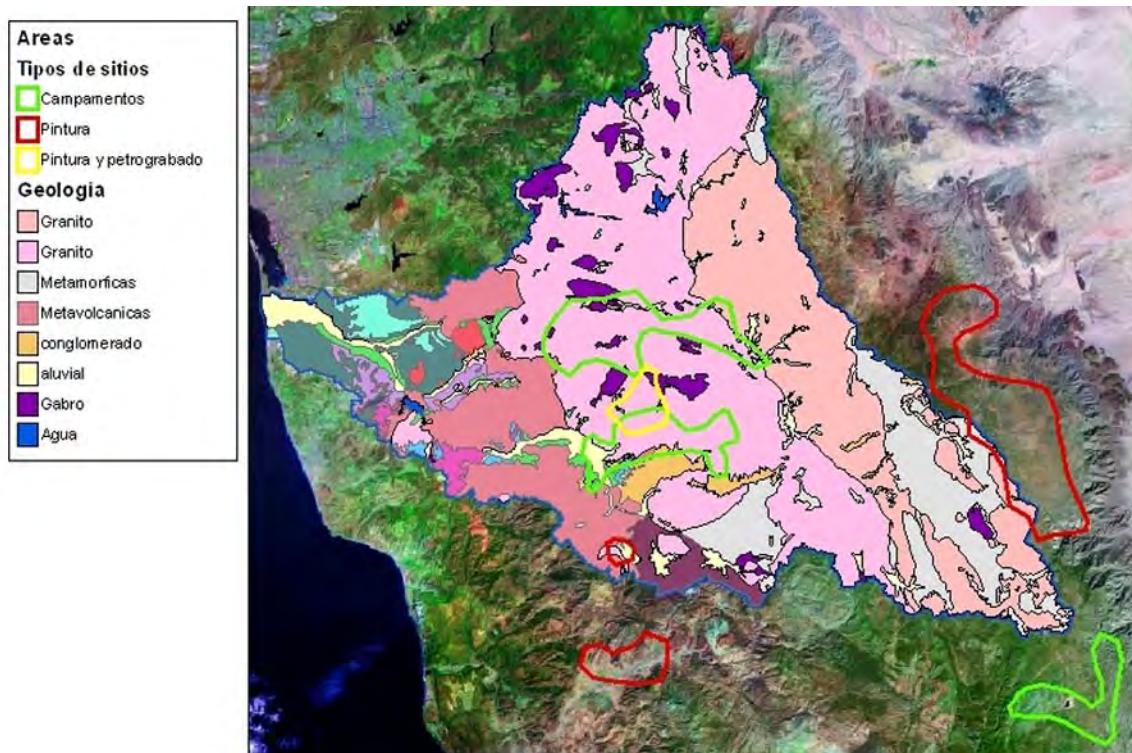 Areas
Tipos de sitios
Campamentos
Pintura
Pintura y petrograbado
Geologia
Granito
Granito
Metamorficas
Metavolcanicas
conglomerado
aluvial
Gabro
Agua